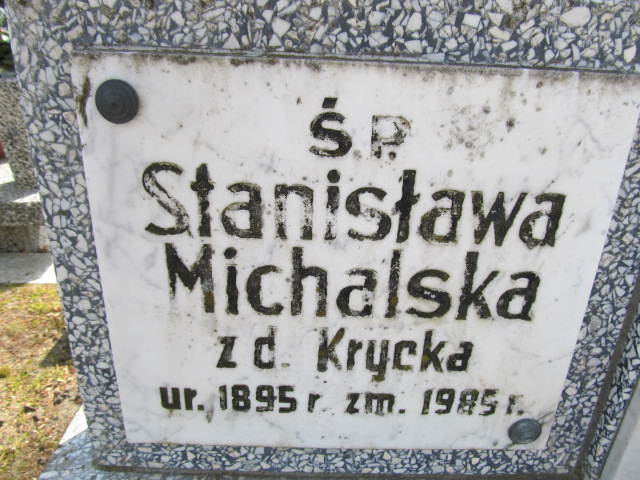 Ś.P.
Stanisława
Michalska
z d. Krycka
ur. 1895 r. zm. 1985 r.